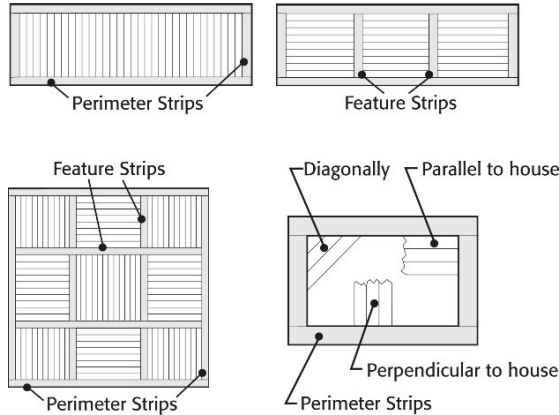 Perimeter Strips
Feature Strips
Feature Strips
Perimeter Strips
Diagonally
Parallel to house
Perpendicular to house
Perimeter Strips